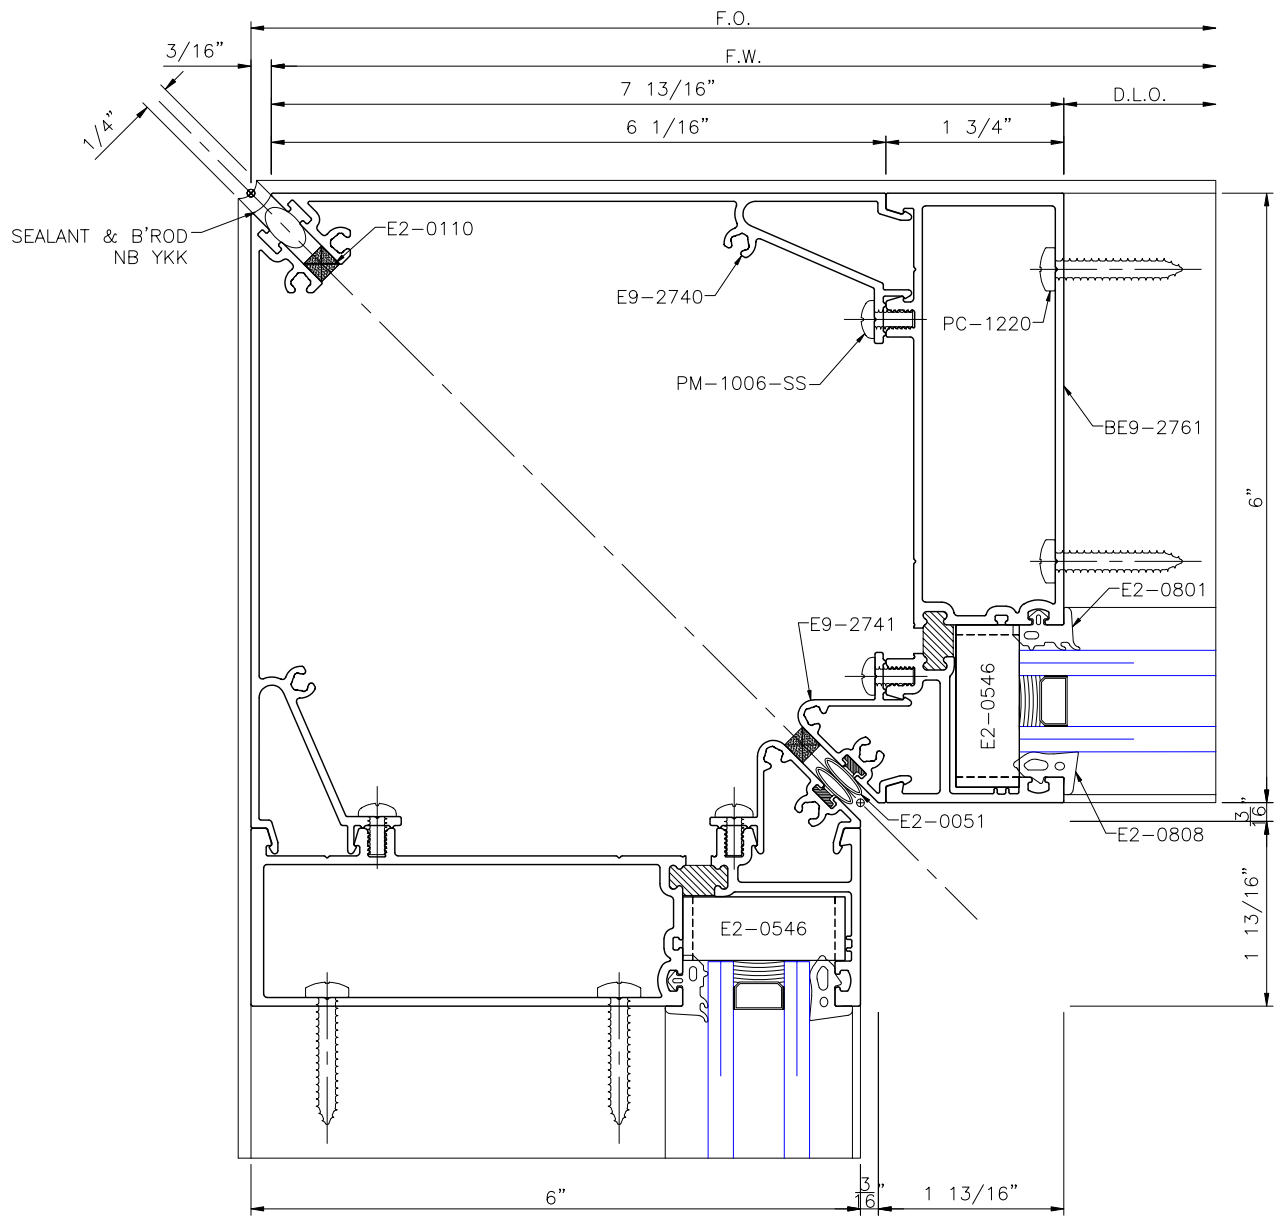 F.O.
3/16"
F.W.
7 13/16"
D.L.O.
1/4"
6 1/16"
1 3/4"
SEALANT & B'ROD
NB YKK
E2-0110
E9-2740
PC-1220
PM-1006-SS
BE9-2761
6"
E2-0801
E9-2741
E2-0546
E2-0051
3/16"
E2-0808
E2-0546
1 13/16"
6"
3/16"
1 13/16"